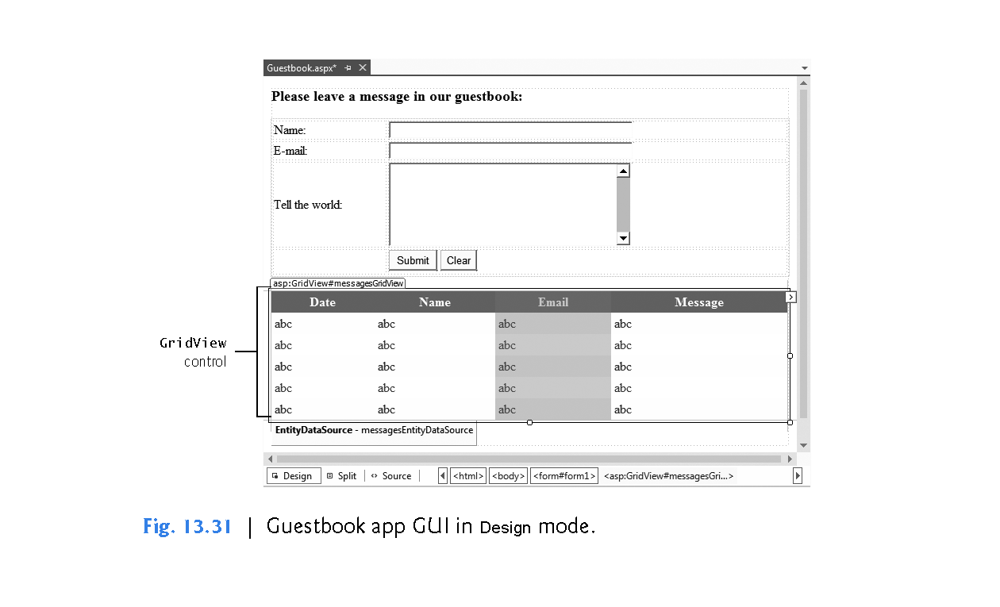 Guestbook.aspx*
Please leave a message in our guestbook:
Name:
E-mail:
Tell the world:
Submit Clear
asp:GridView#messagesGridView
Date Name Email Message
abc abc abc abc
abc abc abc abc
GridView
control
abc abc abc abc
abc abc abc abc
abc abc abc abc
EntityDataSource - messagesEntityDataSource
Design Split Source <html> <body> <form#form1> <asp:GridView#messagesGri...>
Fig. 13.31 | Guestbook app GUI in Design mode.